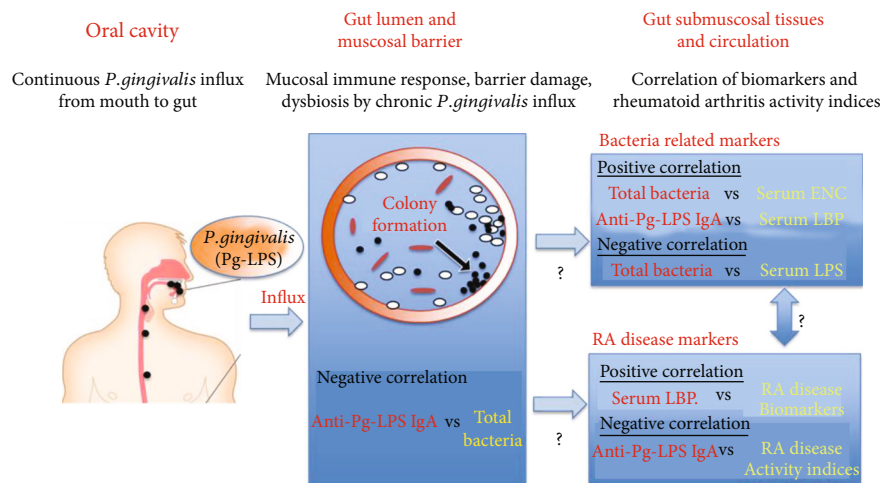 Oral cavity
Continuous P.gingivalis influx
from mouth to gut
P.gingivalis
(Pg-LPS)
Influx
Gut lumen and
muscosal barrier
Mucosal immune response, barrier damage,
dysbiosis by chronic P.gingivalis influx
Colony
formation
Negative correlation
Anti-Pg-LPS IgA vs Total
bacteria
?
?
Gut submuscosal tissues
and circulation
Correlation of biomarkers and
rheumatoid arthritis activity indices
Bacteria related markers
Positive correlation
Total bacteria vs Serum ENC
Anti-Pg-LPS IgA vs Serum LBP
Negative correlation
Total bacteria vs Serum LPS
?
RA disease markers
Positive correlation
Serum LBP. vs RA disease
Biomarkers
Negative correlation
Anti-Pg-LPS IgA vs RA disease
Activity indices